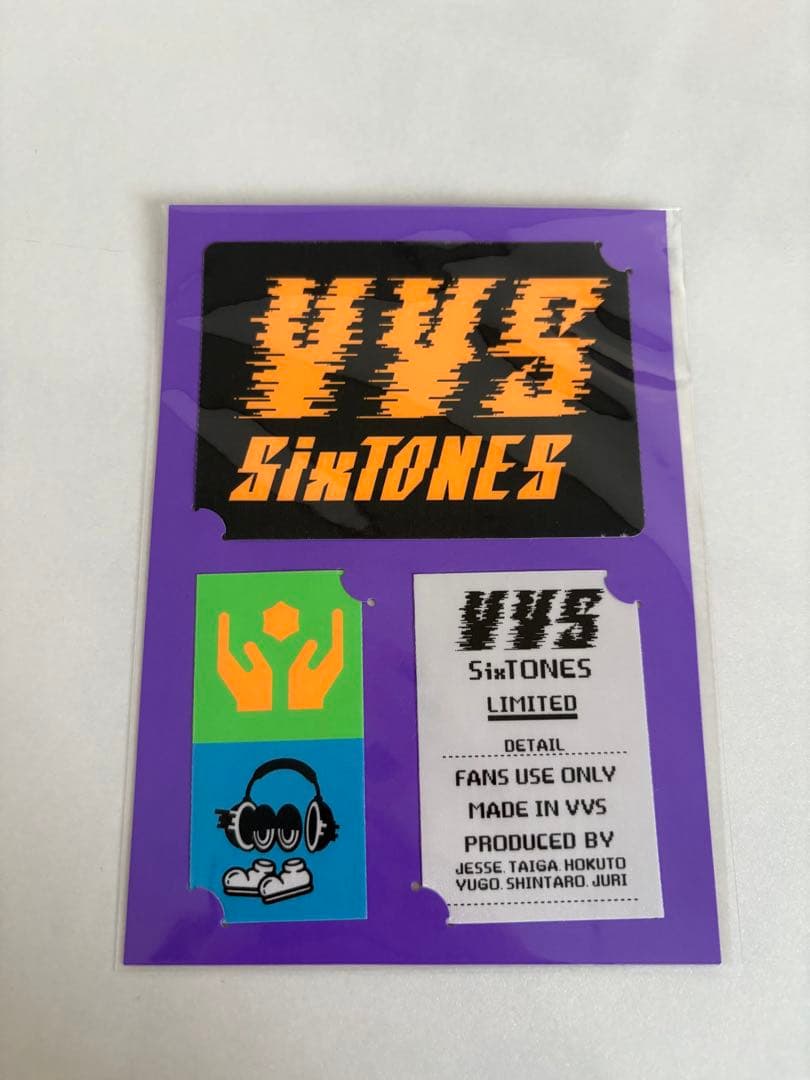 VVS
SixTONES
VVS
SixTONES
LIMITED
DETAIL
FANS USE ONLY
MADE IN VVS
PRODUCED BY
JESSE. TAIGA. HOKUTO
YUGO. SHINTARO. JURI